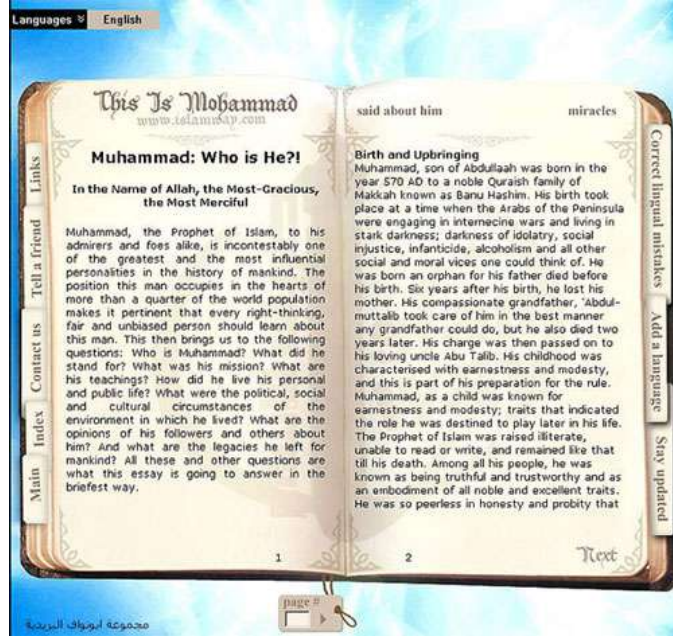 Languages
English
This Is Mohammad
www.islamway.com
Muhammad: Who is He?!
In the Name of Allah, the Most-Gracious,
the Most Merciful
Muhammad, the Prophet of Islam, to his
admirers and foes alike, is incontestably one
of the greatest and the most influential
personalities in the history of mankind. The
position this man occupies in the hearts of
more than a quarter of the world population
makes it pertinent that every right-thinking,
fair and unbiased person should learn about
this man. This then brings us to the following
questions: Who is Muhammad? What did he
stand for? What was his mission? What are
his teachings? How did he live his personal
and public life? What were the political, social
and cultural circumstances of the
environment in which he lived? What are the
opinions of his followers and others about
him? And what are the legacies he left for
mankind? All these and other questions are
what this essay is going to answer in the
briefest way.
1
said about him
miracles
Birth and Upbringing
Muhammad, son of Abdullaah was born in the
year 570 AD to a noble Quraish family of
Makkah known as Banu Hashim. His birth took
place at a time when the Arabs of the Peninsula
were engaging in internecine wars and living in
stark darkness; darkness of idolatry, social
injustice, infanticide, alcoholism and all other
social and moral vices one could think of. He
was born an orphan for his father died before
his birth. Six years after his birth, he lost his
mother. His compassionate grandfather, 'Abdul-
muttalib took care of him in the best manner
any grandfather could do, but he also died two
years later. His charge was then passed on to
his loving uncle Abu Talib. His childhood was
characterised with earnestness and modesty,
and this is part of his preparation for the rule.
Muhammad, as a child was known for
earnestness and modesty; traits that indicated
the role he was destined to play later in his life.
The Prophet of Islam was raised illiterate,
unable to read or write, and remained like that
till his death. Among all his people, he was
known as being truthful and trustworthy and as
an embodiment of all noble and excellent traits.
He was so peerless in honesty and probity that
2
Next
Links
Tell a friend
Contact us
Index
Main
Correct lingual mistakes
Add a language
Stay updated
page #
مجموعة ابونواف البريدية